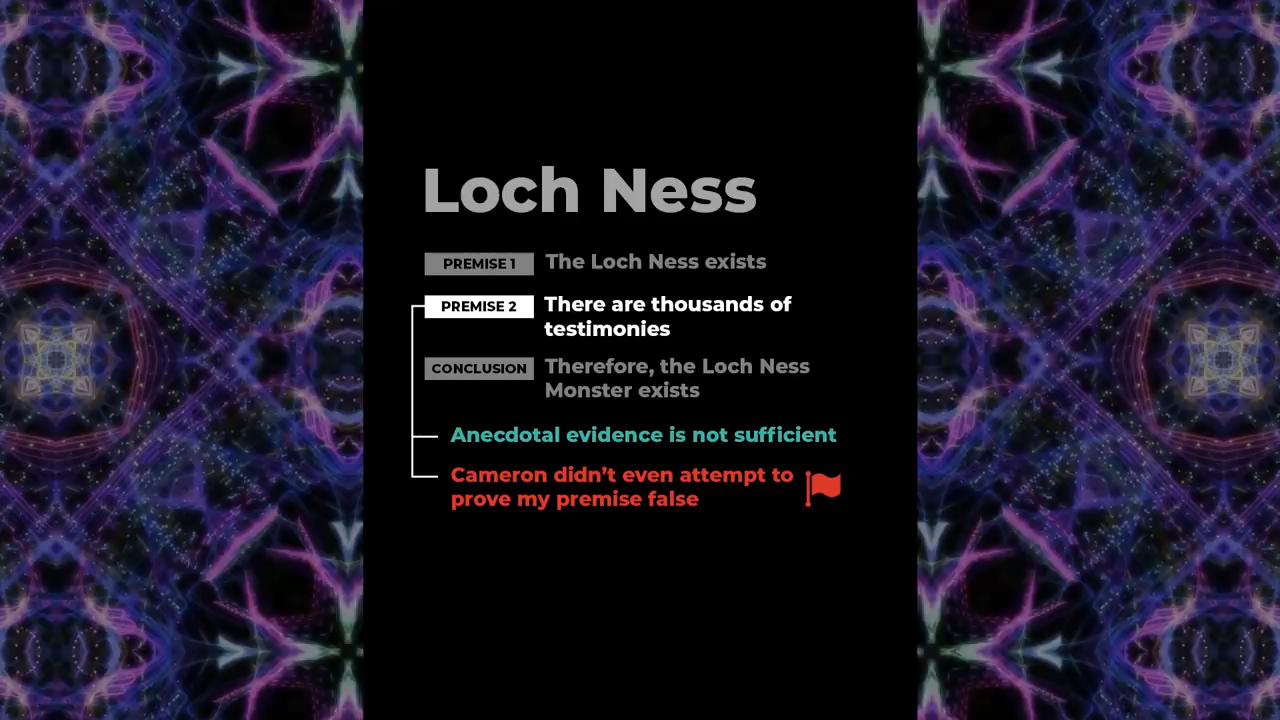 Loch Ness
PREMISE 1 The Loch Ness exists
PREMISE 2 There are thousands of
testimonies
CONCLUSION Therefore, the Loch Ness
Monster exists
Anecdotal evidence is not sufficient
Cameron didn’t even attempt to
prove my premise false